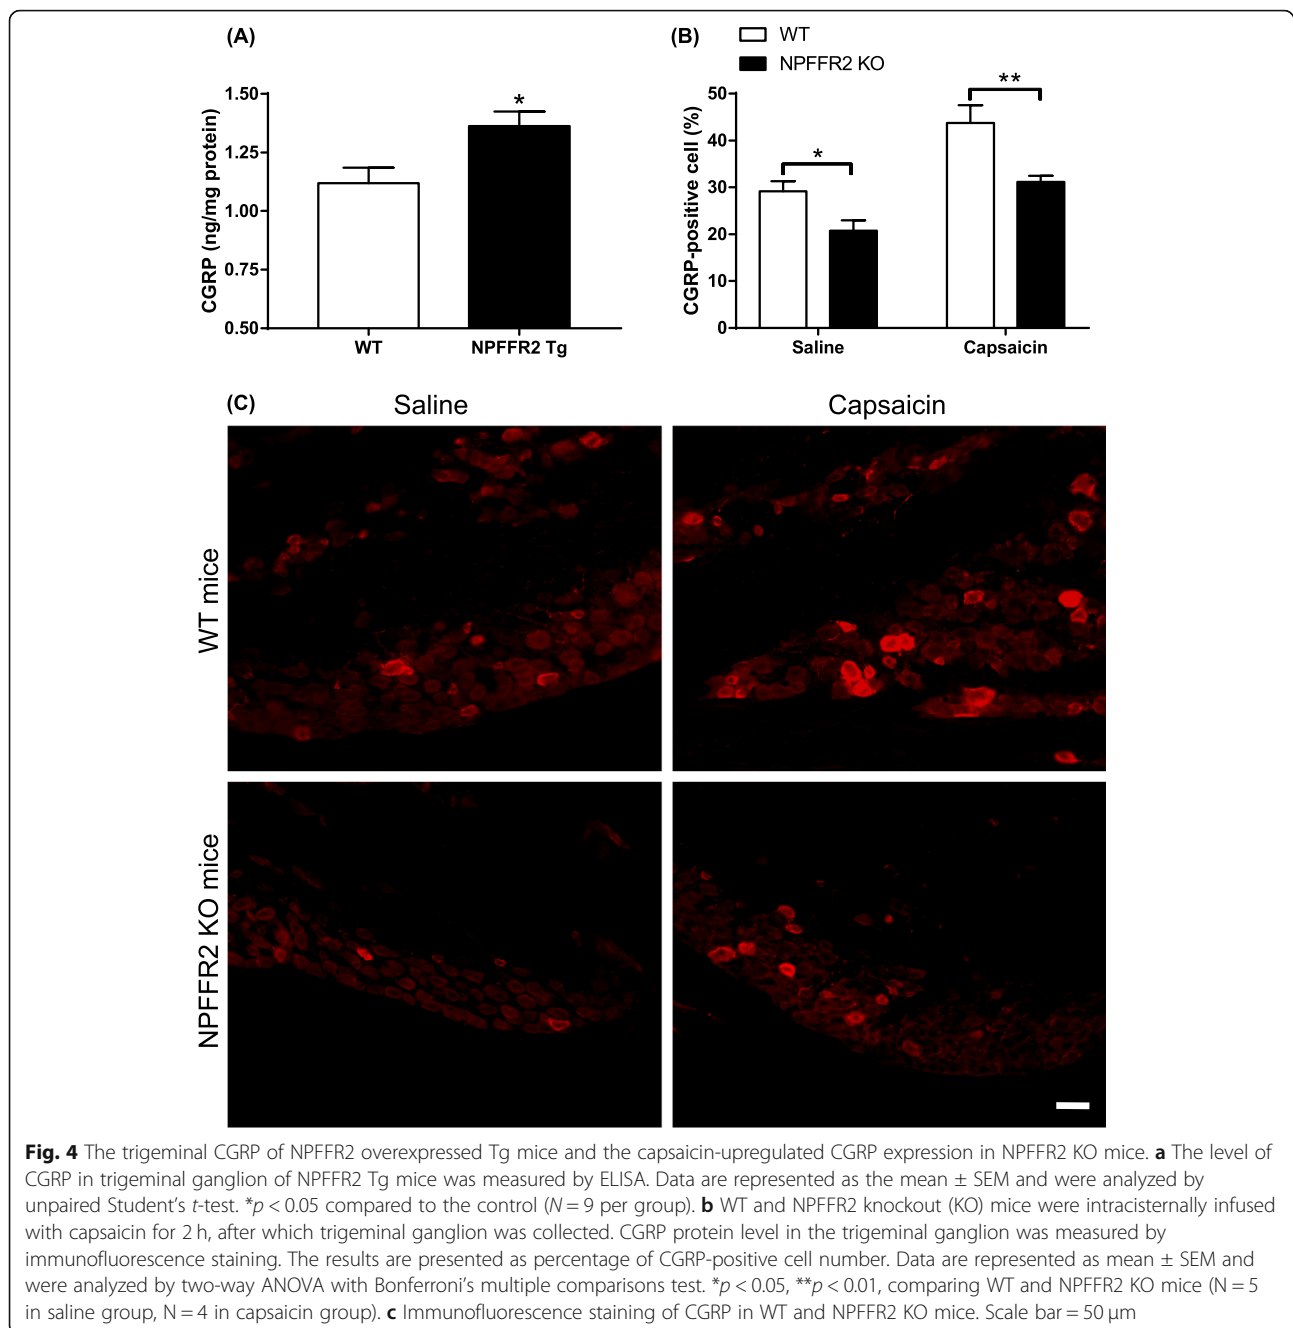 (A)
CGRP (ng/mg protein)
1.50
1.25
1.00
0.75
0.50
*
WT
NPFFR2 Tg
(B)
WT
NPFFR2 KO
CGRP-positive cell (%)
50
40
30
20
10
0
*
**
Saline
Capsaicin
(C)
Saline
Capsaicin
WT mice
NPFFR2 KO mice
Fig. 4 The trigeminal CGRP of NPFFR2 overexpressed Tg mice and the capsaicin-upregulated CGRP expression in NPFFR2 KO mice. a The level of
CGRP in trigeminal ganglion of NPFFR2 Tg mice was measured by ELISA. Data are represented as the mean ± SEM and were analyzed by
unpaired Student's t-test. *p < 0.05 compared to the control (N = 9 per group). b WT and NPFFR2 knockout (KO) mice were intracisternally infused
with capsaicin for 2 h, after which trigeminal ganglion was collected. CGRP protein level in the trigeminal ganglion was measured by
immunofluorescence staining. The results are presented as percentage of CGRP-positive cell number. Data are represented as mean ± SEM and
were analyzed by two-way ANOVA with Bonferroni's multiple comparisons test. *p < 0.05, **p < 0.01, comparing WT and NPFFR2 KO mice (N = 5
in saline group, N = 4 in capsaicin group). c Immunofluorescence staining of CGRP in WT and NPFFR2 KO mice. Scale bar = 50 μm